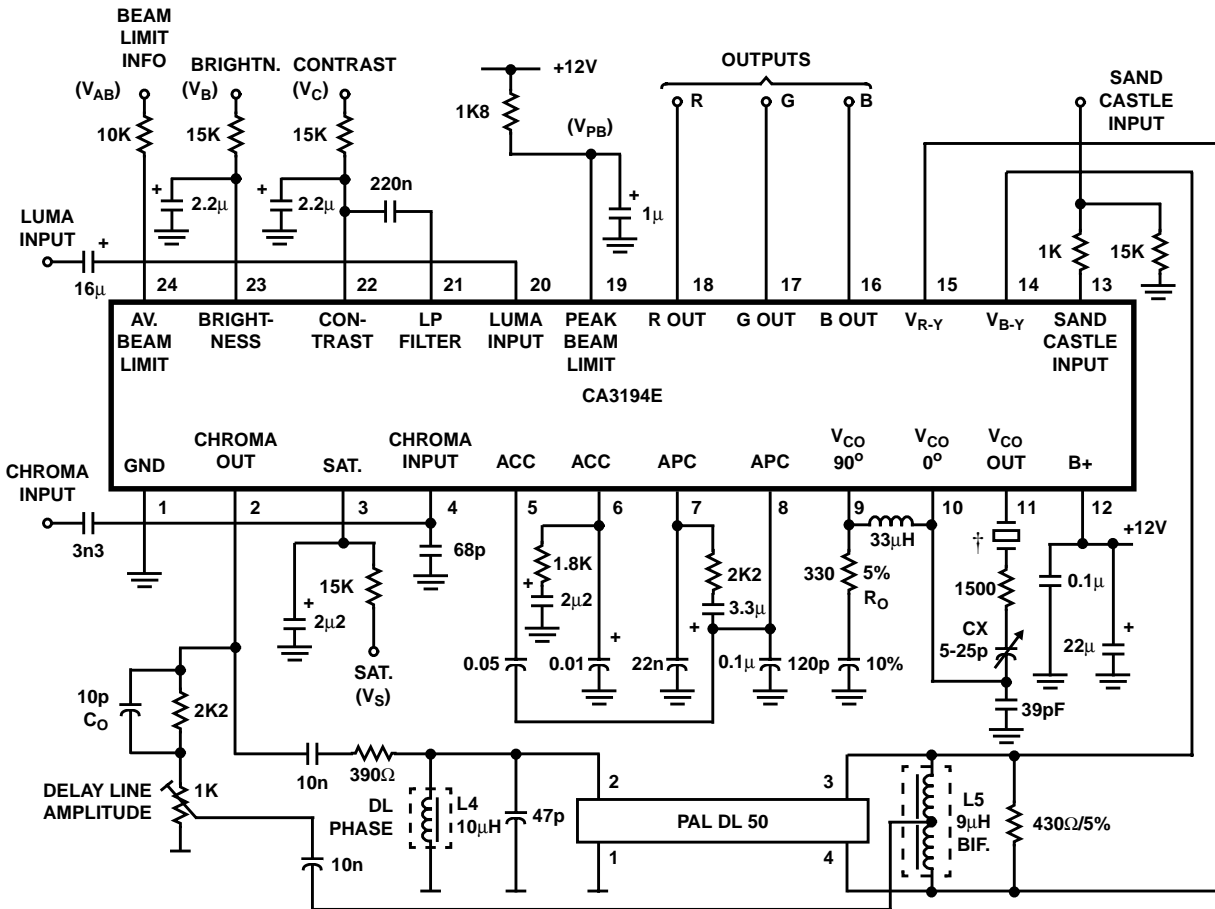 BEAM
LIMIT
INFO
(VAB)
BRIGHTN.
(VB)
CONTRAST
(VC)
+12V
OUTPUTS
R
G
B
SAND
CASTLE
INPUT
10K
15K
15K
1K8
(VPB)
+
2.2μ
+
2.2μ
220n
+
1μ
LUMA
INPUT
+
16μ
1K
15K
24
23
22
21
20
19
18
17
16
15
14
13
AV.
BEAM
LIMIT
BRIGHT-
NESS
CON-
TRAST
LP
FILTER
LUMA
INPUT
PEAK
BEAM
LIMIT
R OUT
G OUT
B OUT
VR-Y
VB-Y
SAND
CASTLE
INPUT
CA3194E
GND
CHROMA
OUT
SAT.
CHROMA
INPUT
ACC
ACC
APC
APC
VCO
90o
VCO
0o
VCO
OUT
B+
1
2
3
4
5
6
7
8
9
10
11
12
CHROMA
INPUT
3n3
68p
+
2μ2
15K
SAT.
(VS)
1.8K
+
2μ2
2K2
3.3μ
33μH
330
5%
RO
†
1500
CX
5-25p
+12V
0.1μ
22μ
+
0.05
0.01
+
22n
+
0.1μ
120p
10%
39pF
10p
CO
2K2
DELAY LINE
AMPLITUDE
1K
10n
390Ω
DL
PHASE
L4
10μH
47p
10n
2
3
PAL DL 50
1
4
L5
9μH
BIF.
430Ω/5%